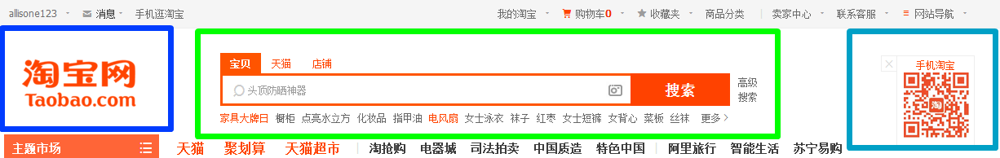 allisone123 消息 手机逛淘宝 我的淘宝 购物车0 收藏夹 商品分类 卖家中心 联系客服 网站导航
淘宝网
Taobao.com
宝贝 天猫 店铺
头顶防晒神器 搜索 高级搜索
家具大牌日 橱柜 点亮水立方 化妆品 指甲油 电风扇 女士泳衣 袜子 红枣 女士短裤 女背心 菜板 丝袜 更多
手机淘宝
淘
主题市场 天猫 聚划算 天猫超市 淘抢购 电器城 司法拍卖 中国质造 特色中国 阿里旅行 智能生活 苏宁易购